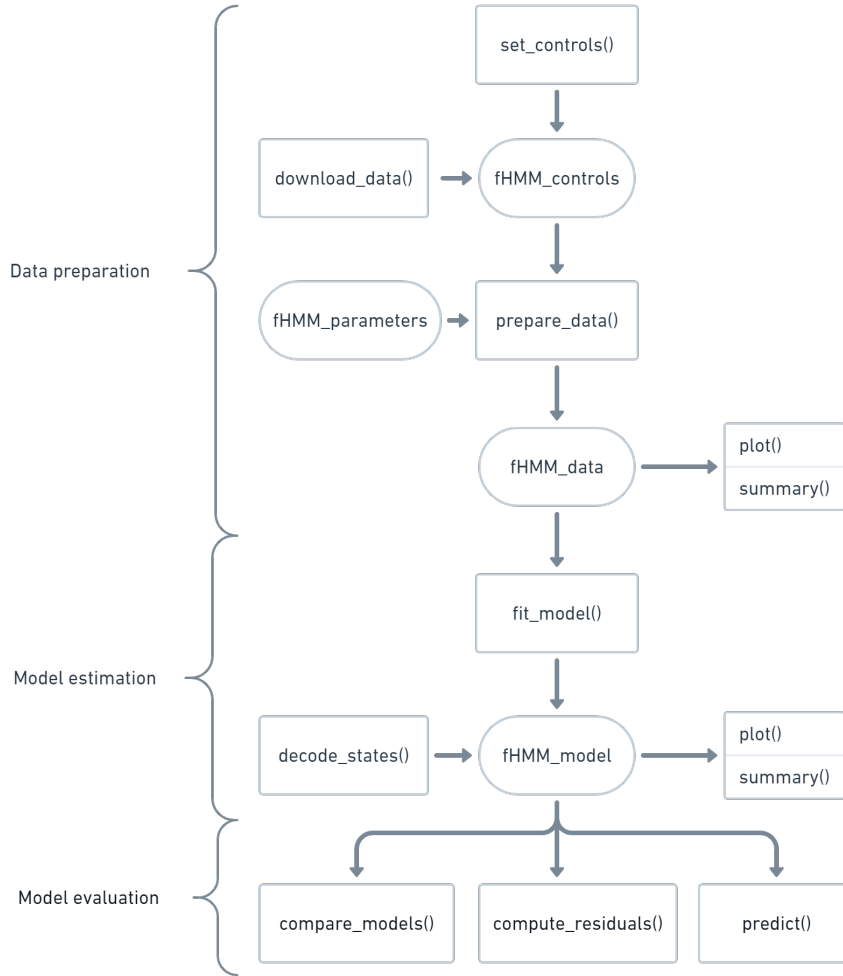 set_controls()
download_data()
fHMM_controls
Data preparation
fHMM_parameters
prepare_data()
fHMM_data
plot()
summary()
fit_model()
Model estimation
decode_states()
fHMM_model
plot()
summary()
Model evaluation
compare_models()
compute_residuals()
predict()